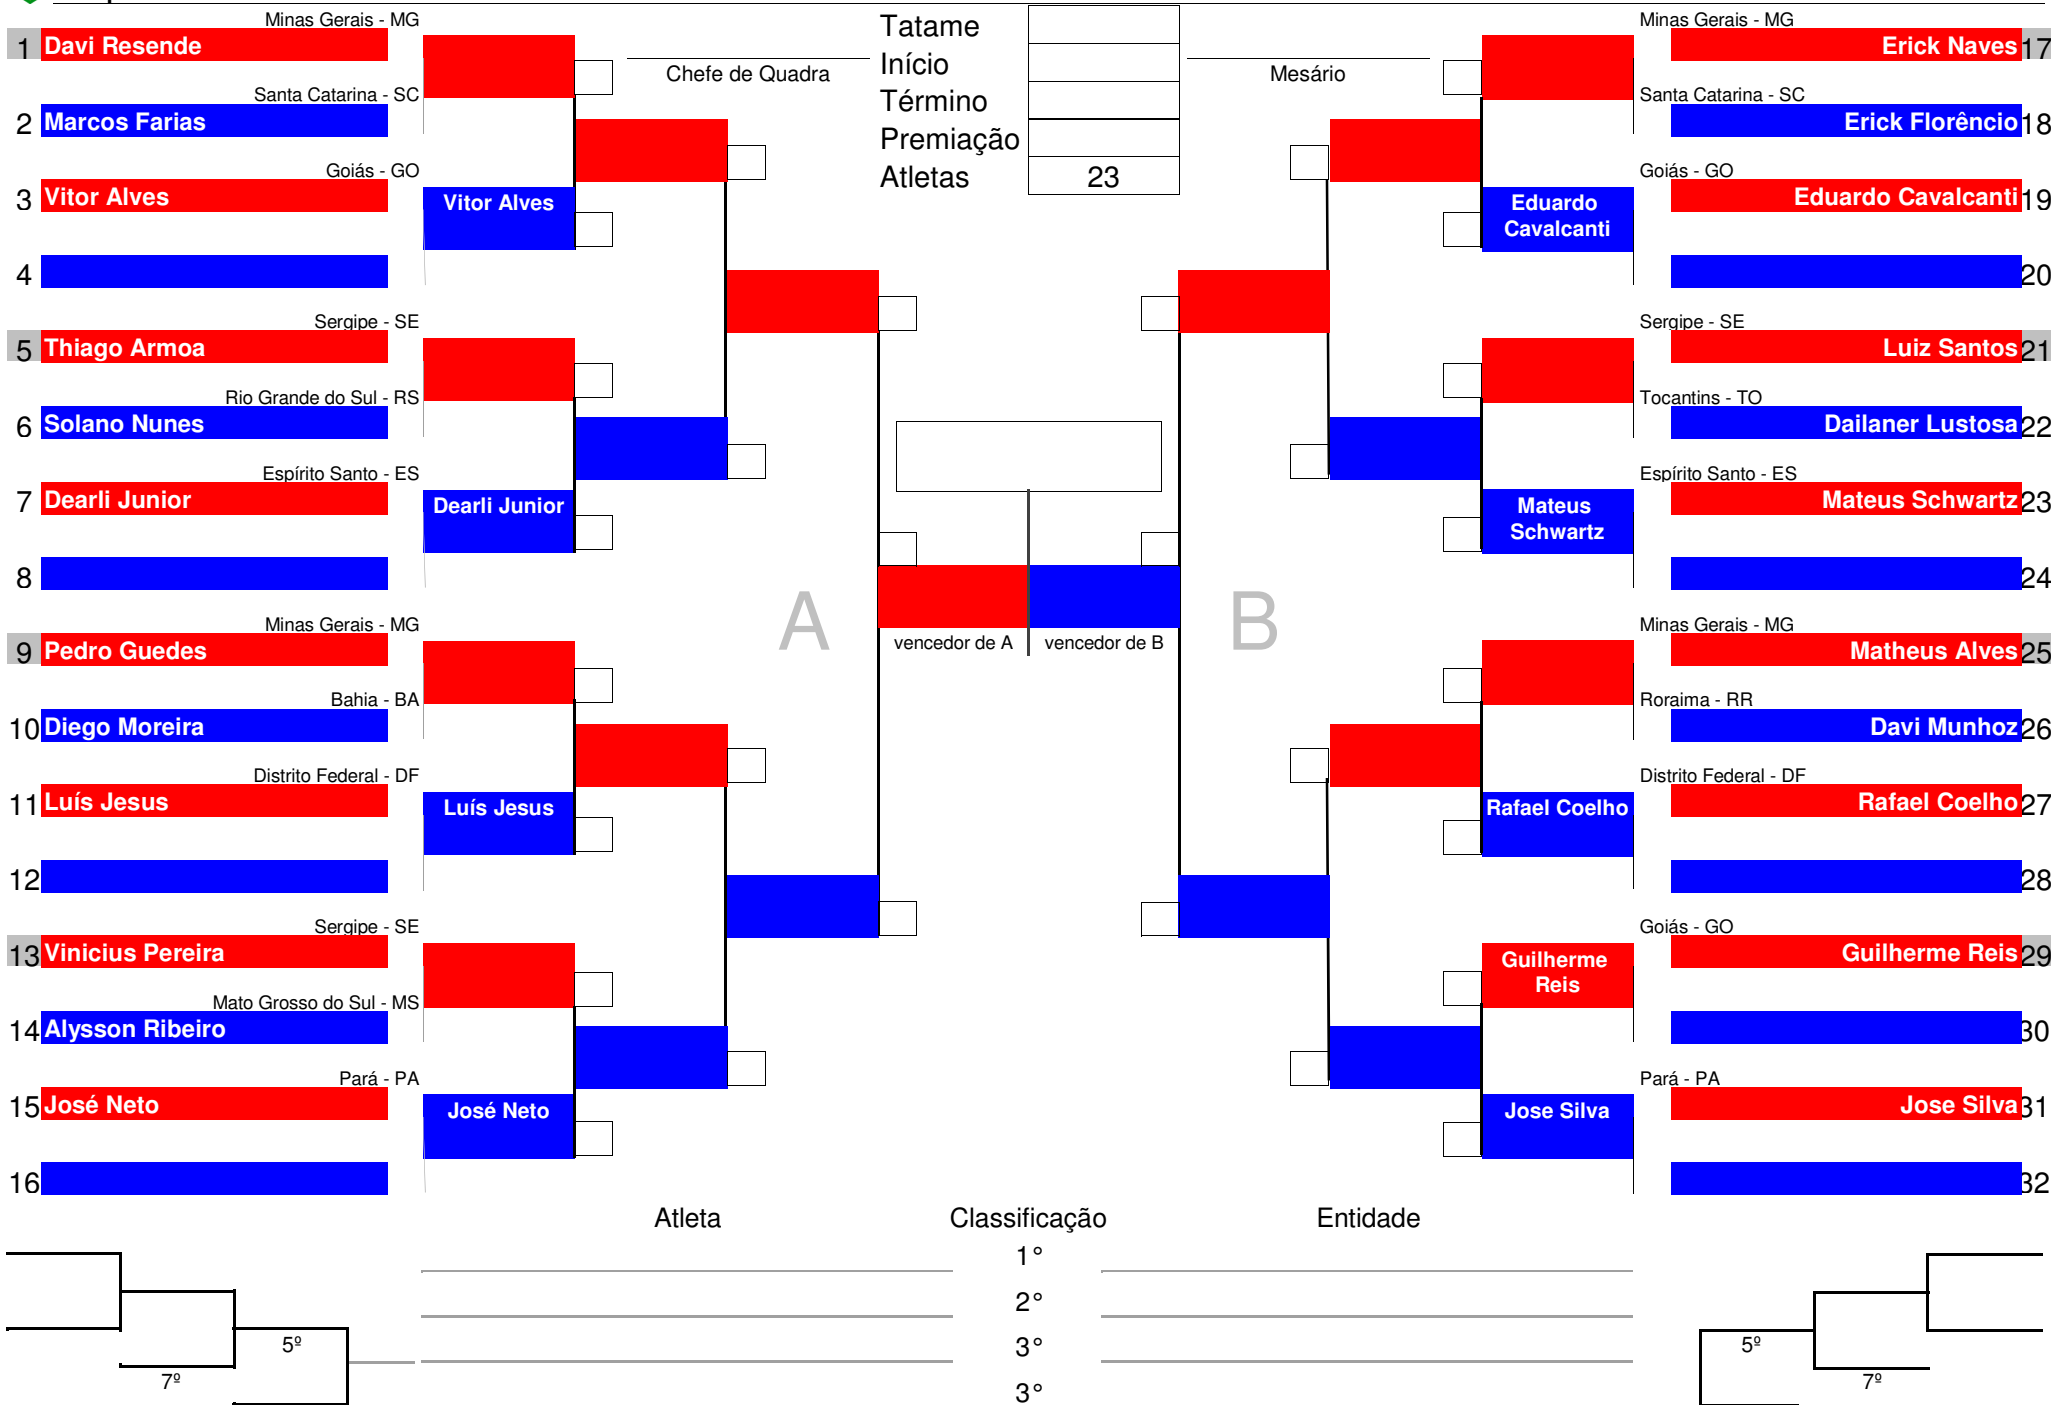 Minas Gerais - MG
1 Davi Resende
Santa Catarina - SC
2 Marcos Farias
Goiás - GO
3 Vitor Alves
Vitor Alves
4
Sergipe - SE
5 Thiago Armoa
Rio Grande do Sul - RS
6 Solano Nunes
Espírito Santo - ES
7 Dearli Junior
Dearli Junior
8
Minas Gerais - MG
9 Pedro Guedes
Bahia - BA
10 Diego Moreira
Distrito Federal - DF
11 Luís Jesus
Luís Jesus
12
Sergipe - SE
13 Vinicius Pereira
Mato Grosso do Sul - MS
14 Alysson Ribeiro
Pará - PA
15 José Neto
José Neto
16
Chefe de Quadra
Tatame
Início
Término
Premiação
Atletas 23
Mesário
A
B
vencedor de A
vencedor de B
Minas Gerais - MG
Erick Naves 17
Santa Catarina - SC
Erick Florêncio 18
Goiás - GO
Eduardo Cavalcanti 19
Eduardo
Cavalcanti
20
Sergipe - SE
Luiz Santos 21
Tocantins - TO
Dailaner Lustosa 22
Espírito Santo - ES
Mateus Schwartz 23
Mateus
Schwartz
24
Minas Gerais - MG
Matheus Alves 25
Roraima - RR
Davi Munhoz 26
Distrito Federal - DF
Rafael Coelho 27
Rafael Coelho
28
Goiás - GO
Guilherme Reis 29
Guilherme
Reis
30
Pará - PA
Jose Silva 31
Jose Silva
32
Atleta Classificação Entidade
1°
2°
3°
3°
5º
7º
5º
7º